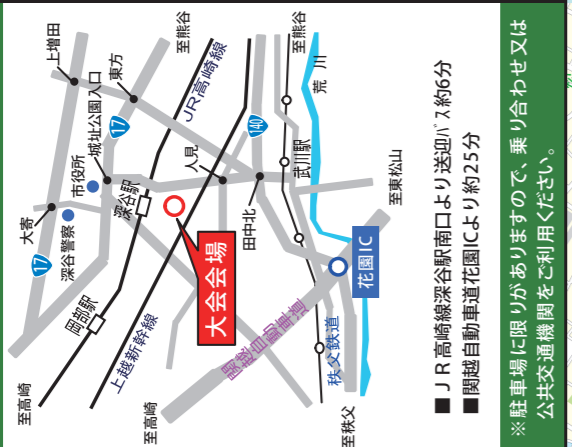 至熊谷
至熊谷
上増田
東方
17
城址公園入口
JR高崎線
荒川
140
市役所
人見
武川駅
深谷駅
大寄
深谷警察
田中北
至東松山
17
大会会場
花園IC
岡部駅
上越新幹線
関越自動車道
秩父鉄道
至高崎
至高崎
至秩父
■ＪＲ高崎線深谷駅南口より送迎バス約6分
■関越自動車道花園ICより約25分
※駐車場に限りがありますので、乗り合わせ又は
公共交通機関をご利用ください。